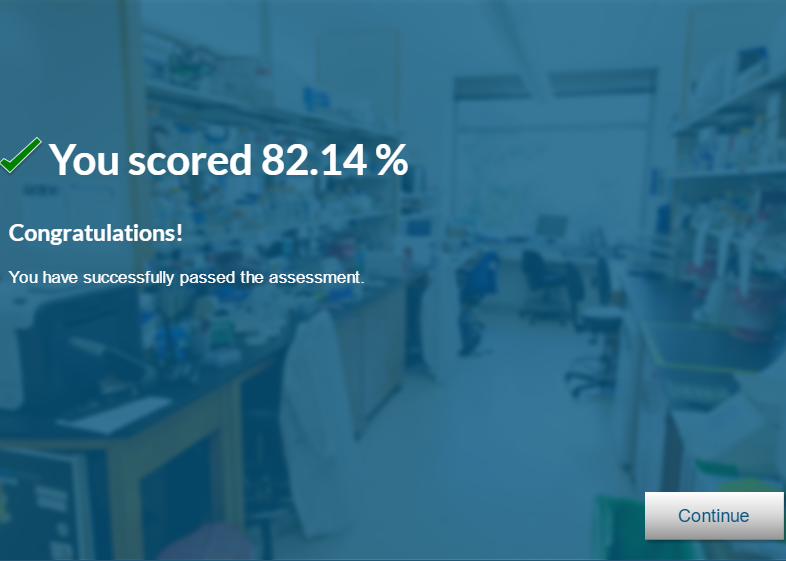 You scored 82.14 %
Congratulations!
You have successfully passed the assessment.
Continue